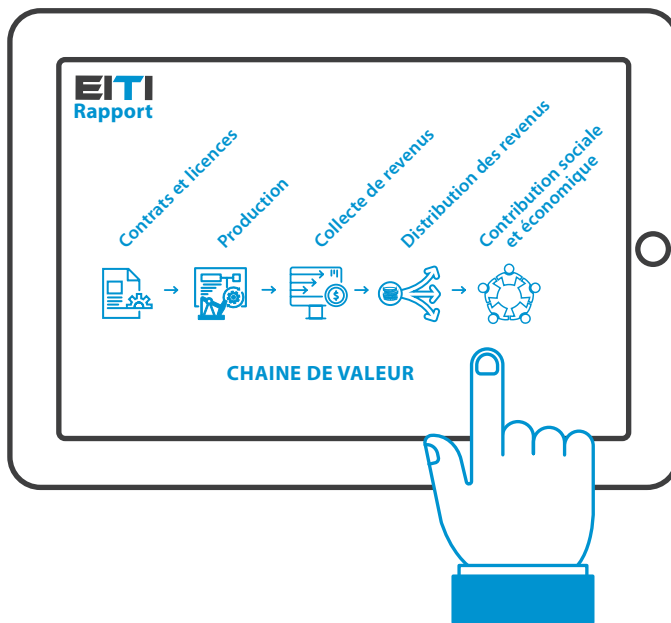 EITI
Rapport
Contrats et licences
Production
Collecte de revenus
Distribution des revenus
Contribution sociale
et économique
$
CHAINE DE VALEUR